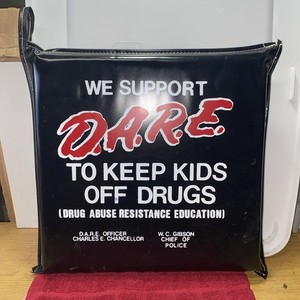 WE SUPPORT
D.A.R.E.
TO KEEP KIDS
OFF DRUGS
(DRUG ABUSE RESISTANCE EDUCATION)
D.A.R.E. OFFICER W. C. GIBSON
CHARLES E. CHANCELLOR CHIEF OF
POLICE